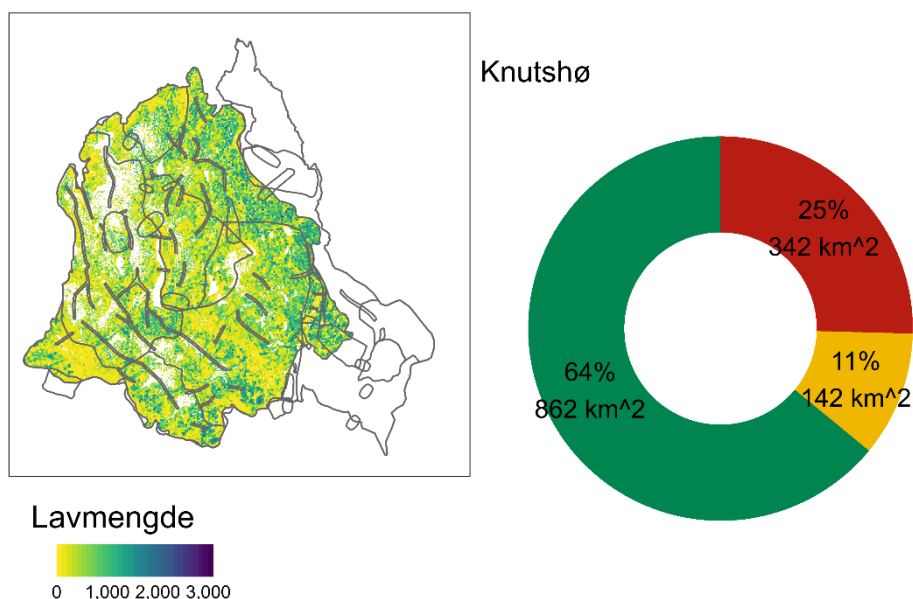 Knutshø
25%
342 km^2
11%
142 km^2
64%
862 km^2
Lavmengde
0 1,000 2,000 3,000